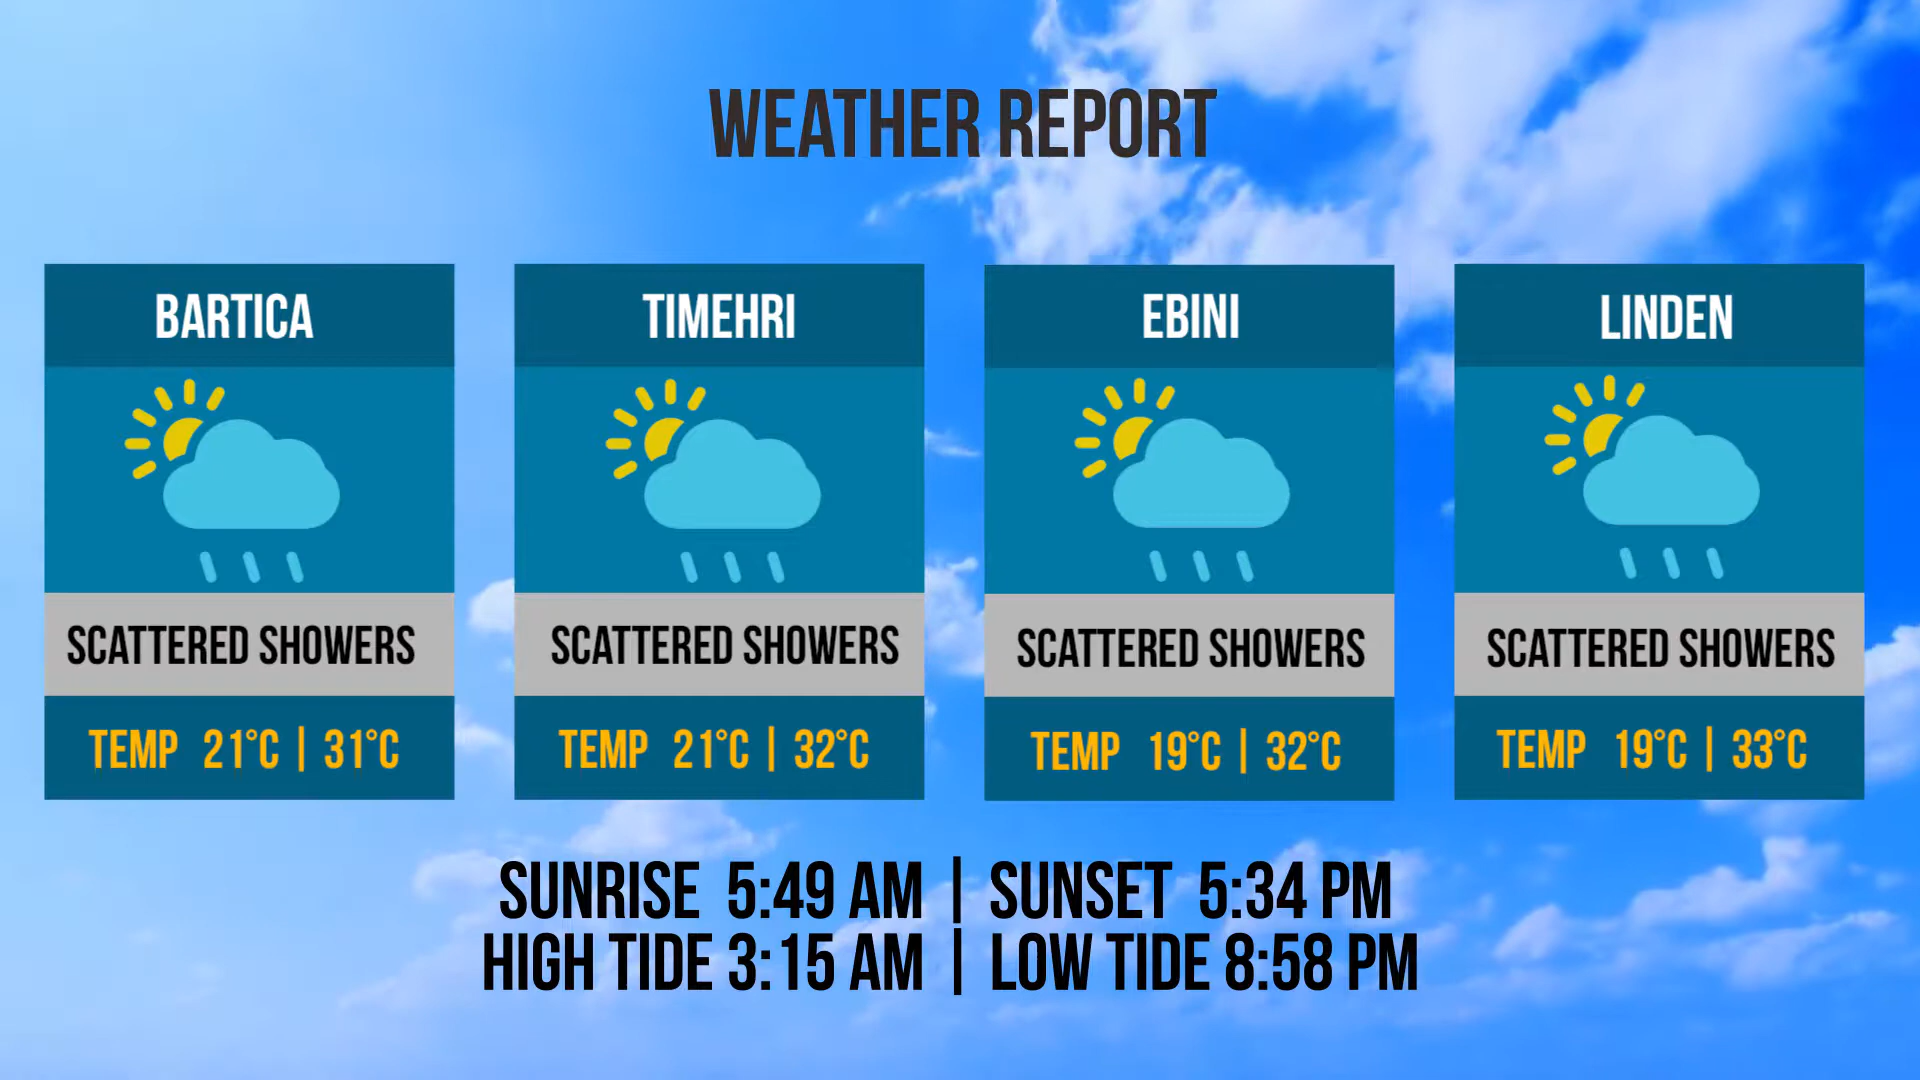 WEATHER REPORT
BARTICA
SCATTERED SHOWERS
TEMP 21°C | 31°C
TIMEHRI
SCATTERED SHOWERS
TEMP 21°C | 32°C
EBINI
SCATTERED SHOWERS
TEMP 19°C | 32°C
LINDEN
SCATTERED SHOWERS
TEMP 19°C | 33°C
SUNRISE 5:49 AM | SUNSET 5:34 PM
HIGH TIDE 3:15 AM | LOW TIDE 8:58 PM